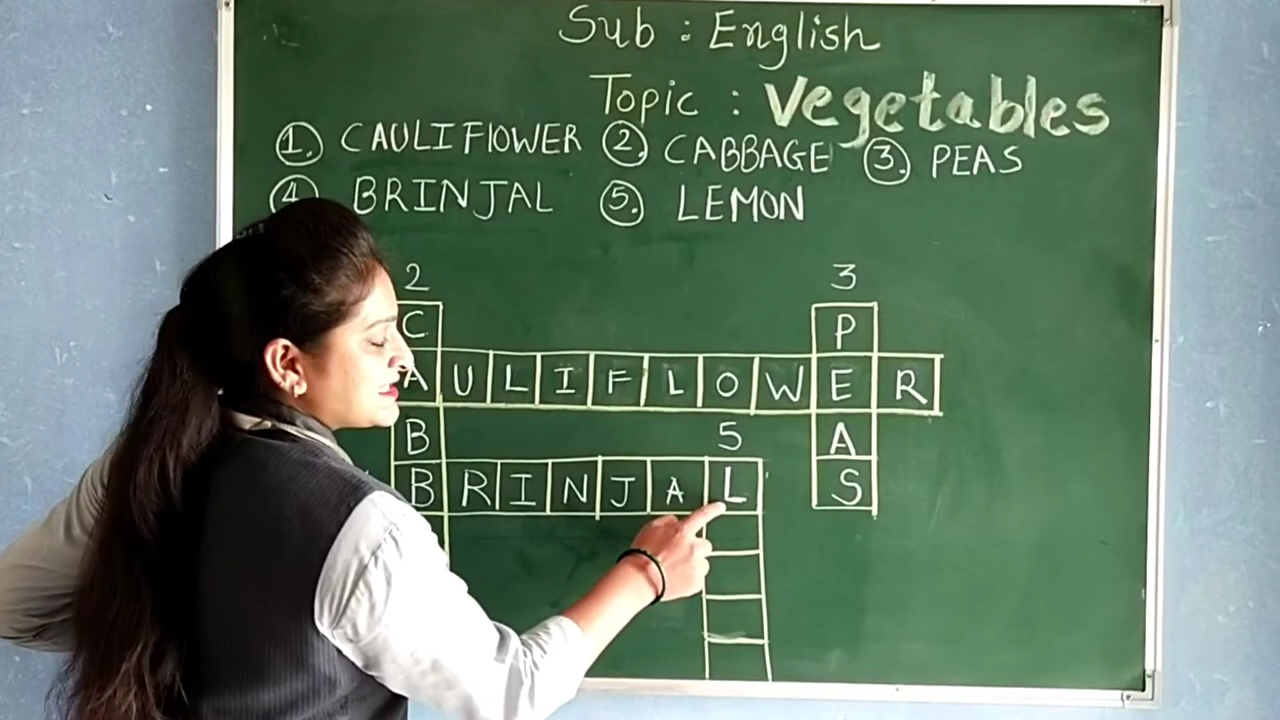 Sub : English
Topic : Vegetables
1. CAULIFLOWER 2. CABBAGE 3. PEAS
4. BRINJAL 5. LEMON
2 3
C P
A U L I F L O W E R
B 5 A
B R I N J A L S